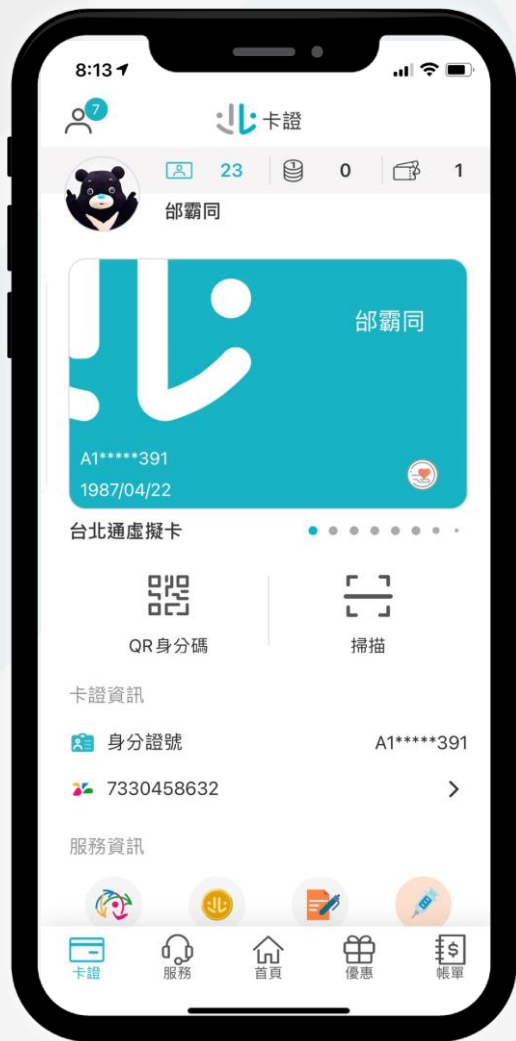 8:13
7
卡證
23
0
1
邰霸同
邰霸同
A1*****391
1987/04/22
台北通虛擬卡
QR身分碼
掃描
卡證資訊
身分證號
A1*****391
7330458632
服務資訊
卡證
服務
首頁
優惠
帳單